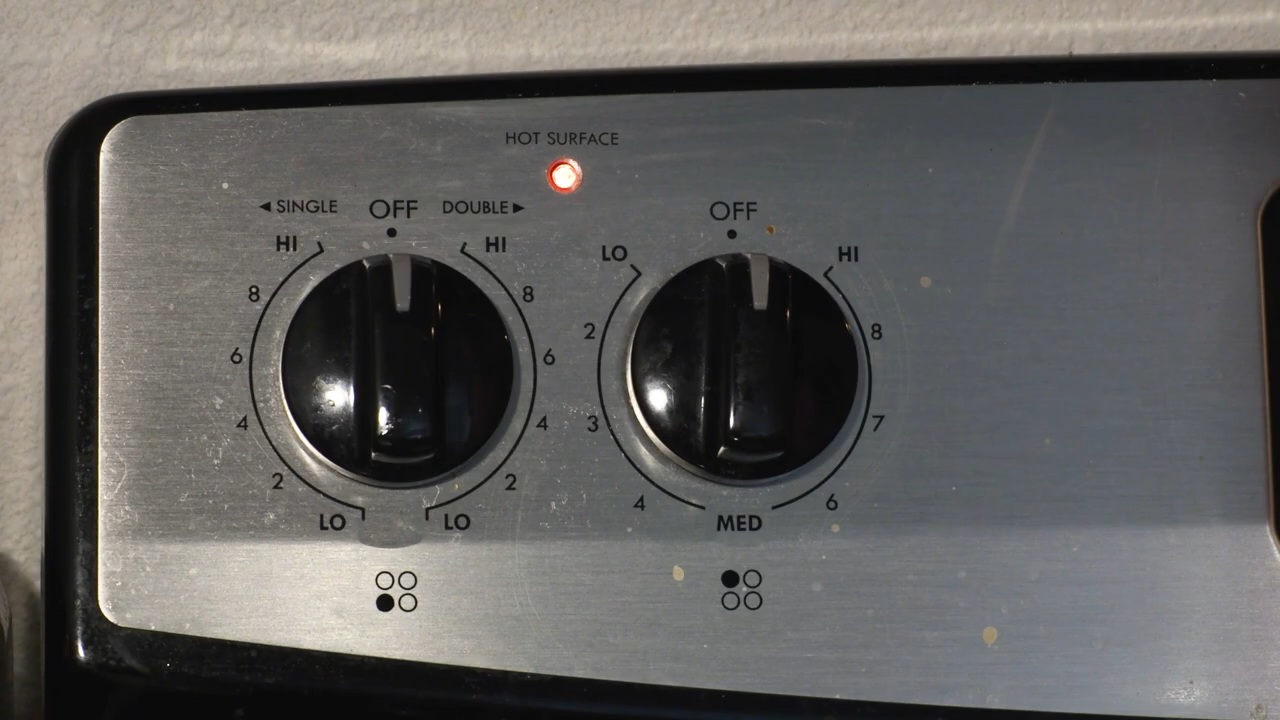 HOT SURFACE
◄ SINGLE OFF DOUBLE ►
HI HI
8 8
6 6
4 4
2 2
LO LO
OFF
LO HI
2 8
3 7
4 6
MED